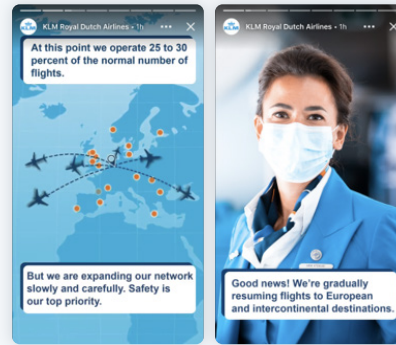 KLM Royal Dutch Airlines • 1h
At this point we operate 25 to 30
percent of the normal number of
flights.
But we are expanding our network
slowly and carefully. Safety is
our top priority.
KLM Royal Dutch Airlines • 1h
Good news! We're gradually
resuming flights to European
and intercontinental destinations.